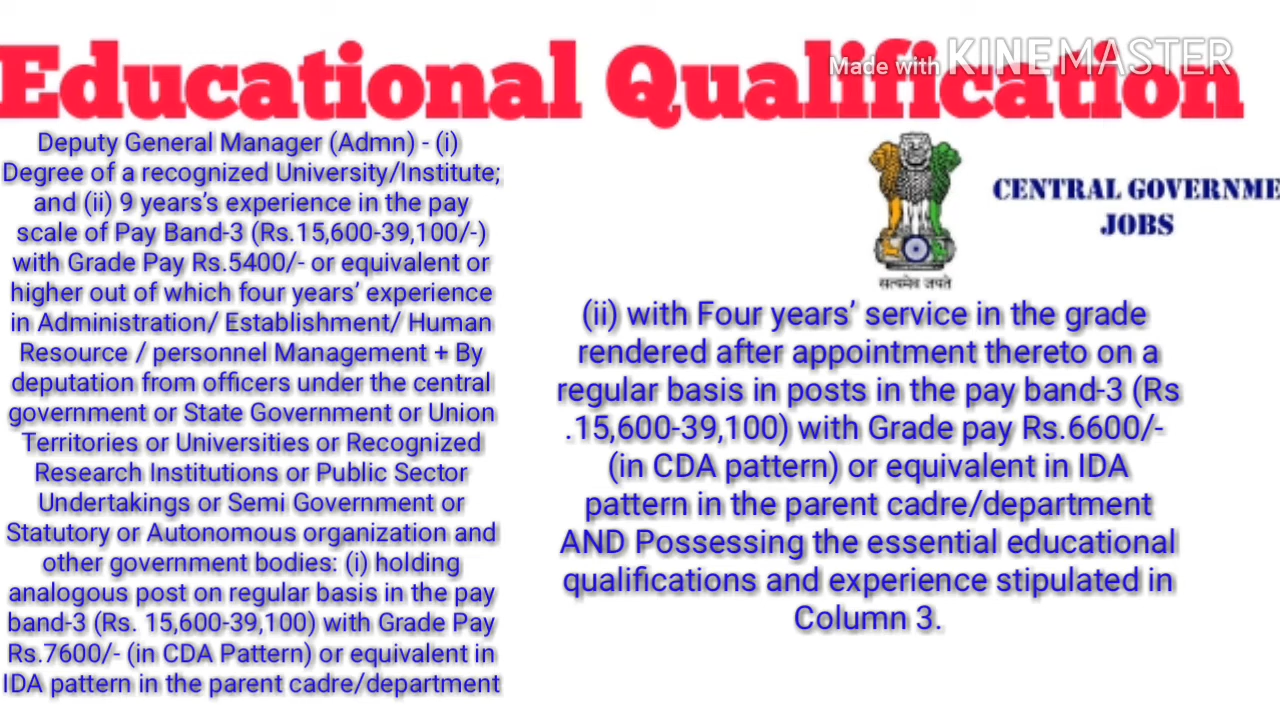 Educational Qualification
Made with KINEMASTER
Deputy General Manager (Admn) - (i)
Degree of a recognized University/Institute;
and (ii) 9 years’s experience in the pay
scale of Pay Band-3 (Rs.15,600-39,100/-)
with Grade Pay Rs.5400/- or equivalent or
higher out of which four years’ experience
in Administration/ Establishment/ Human
Resource / personnel Management + By
deputation from officers under the central
government or State Government or Union
Territories or Universities or Recognized
Research Institutions or Public Sector
Undertakings or Semi Government or
Statutory or Autonomous organization and
other government bodies: (i) holding
analogous post on regular basis in the pay
band-3 (Rs. 15,600-39,100) with Grade Pay
Rs.7600/- (in CDA Pattern) or equivalent in
IDA pattern in the parent cadre/department
सत्यमेव जयते
CENTRAL GOVERNME
JOBS
(ii) with Four years’ service in the grade
rendered after appointment thereto on a
regular basis in posts in the pay band-3 (Rs
.15,600-39,100) with Grade pay Rs.6600/-
(in CDA pattern) or equivalent in IDA
pattern in the parent cadre/department
AND Possessing the essential educational
qualifications and experience stipulated in
Column 3.